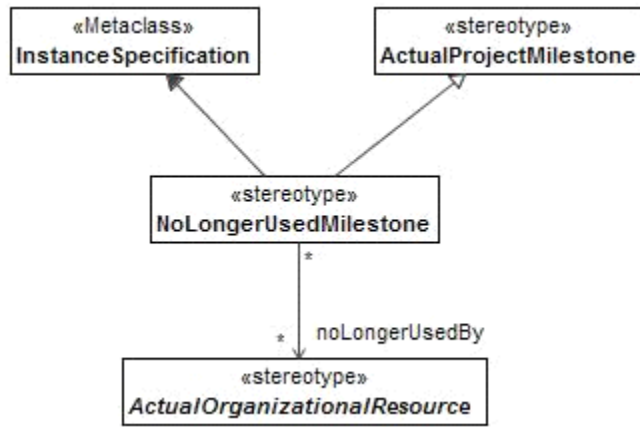 «Metaclass»
InstanceSpecification
«stereotype»
ActualProjectMilestone
«stereotype»
NoLongerUsedMilestone
*
* noLongerUsedBy
«stereotype»
ActualOrganizationalResource